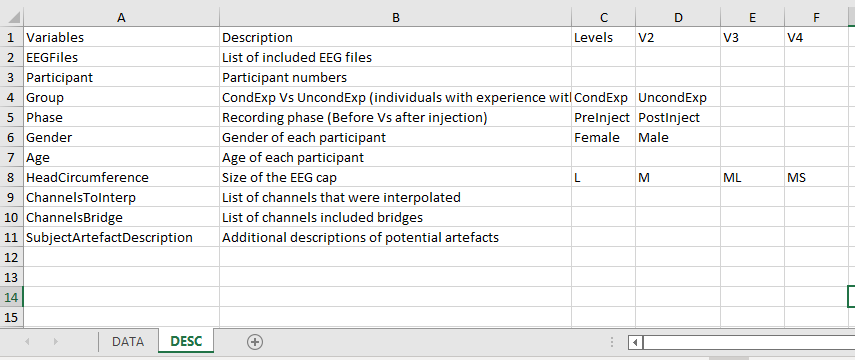 A B C D E F
1 Variables Description Levels V2 V3 V4
2 EEGFiles List of included EEG files
3 Participant Participant numbers
4 Group CondExp Vs UncondExp (individuals with experience wit CondExp UncondExp
5 Phase Recording phase (Before Vs after injection) PreInject PostInject
6 Gender Gender of each participant Female Male
7 Age Age of each participant
8 HeadCircumference Size of the EEG cap L M ML MS
9 ChannelsToInterp List of channels that were interpolated
10 ChannelsBridge List of channels included bridges
11 SubjectArtefactDescription Additional descriptions of potential artefacts
12
13
14
15
DATA DESC